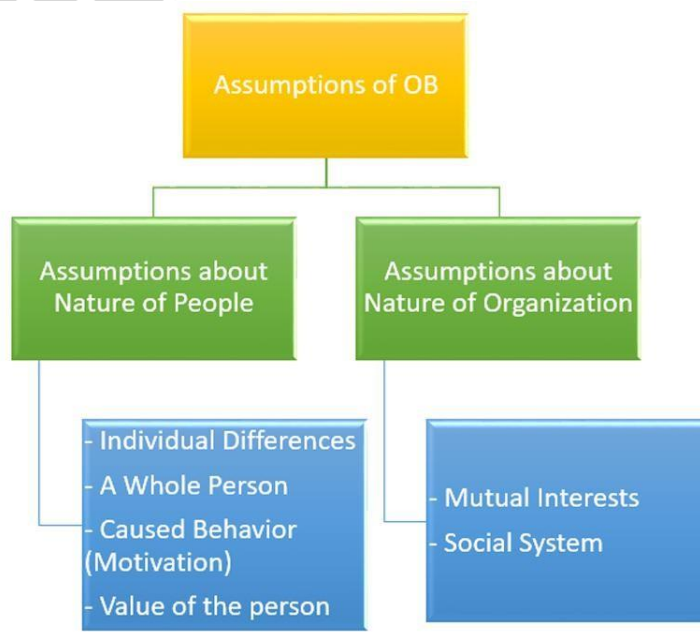 Assumptions of OB
Assumptions about
Nature of People
Assumptions about
Nature of Organization
- Individual Differences
- A Whole Person
- Caused Behavior
(Motivation)
- Value of the person
- Mutual Interests
- Social System